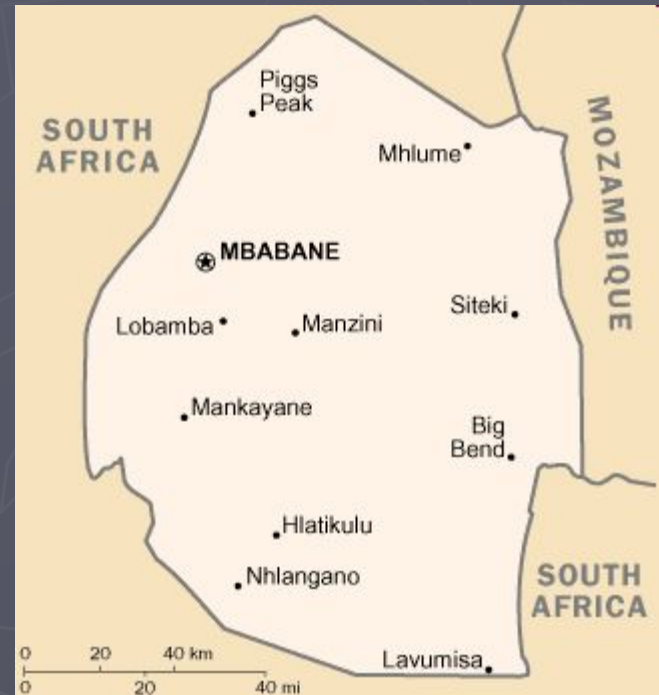 Piggs
Peak
SOUTH
AFRICA
MOZAMBIQUE
Mhlume
MBABANE
Siteki
Lobamba
Manzini
Mankayane
Big
Bend
Hlatikulu
Nhlangano
SOUTH
AFRICA
Lavumisa
0 20 40 km
0 20 40 mi